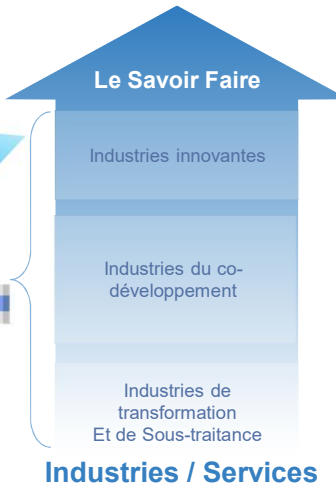 Le Savoir Faire
Industries innovantes
Industries du co-
développement
Industries de
transformation
Et de Sous-traitance
Industries / Services